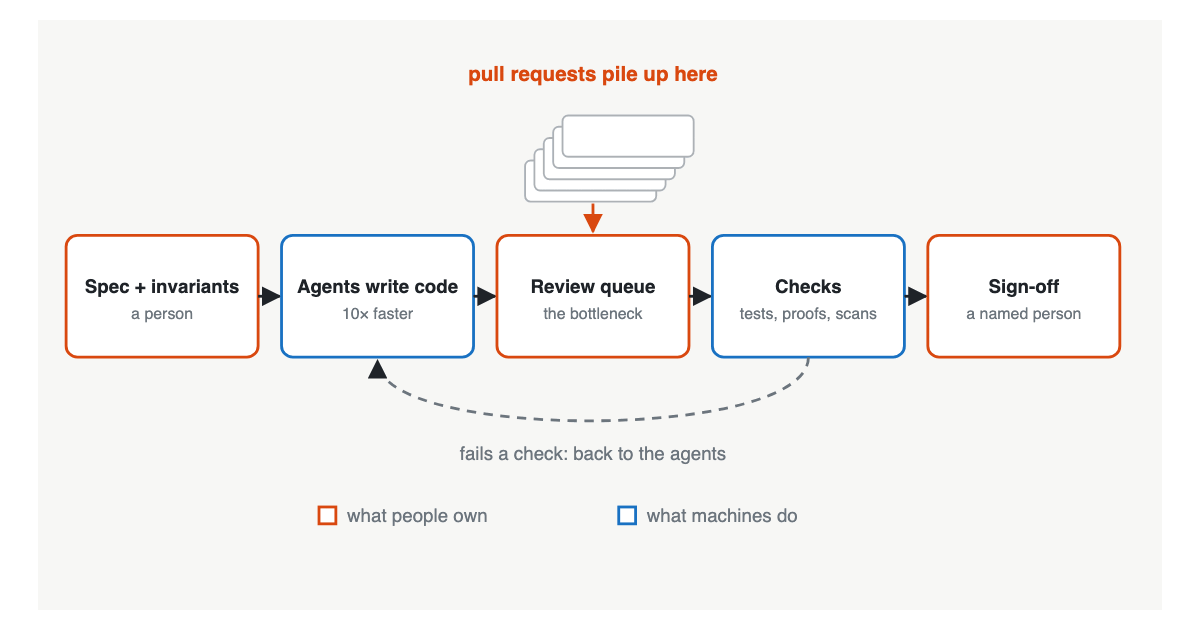 pull requests pile up here
Spec + invariants
a person
Agents write code
10× faster
Review queue
the bottleneck
Checks
tests, proofs, scans
Sign-off
a named person
fails a check: back to the agents
what people own
what machines do